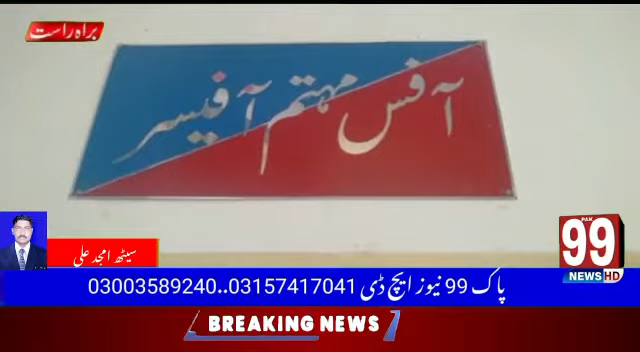 براہ راست
آفس مہتمم آفیسر
سیٹھ امجد علی
PAK
99
NEWS HD
پاک 99 نیوز ایچ ڈی 03157417041..03003589240
BREAKING NEWS